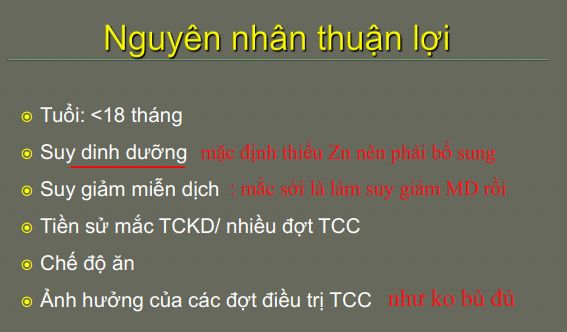 Nguyên nhân thuận lợi
Tuổi: <18 tháng
Suy dinh dưỡng mặc định thiếu Zn nên phải bổ sung
Suy giảm miễn dịch : mắc sởi là làm suy giảm MD rồi
Tiền sử mắc TCKD/ nhiều đợt TCC
Chế độ ăn
Ảnh hưởng của các đợt điều trị TCC như ko bù đủ